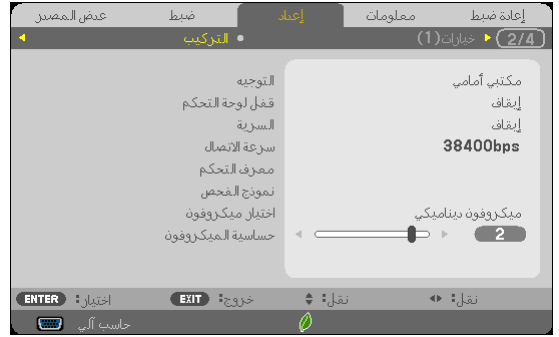 عرض المصدر ضبط إعداد معلومات إعادة ضبط
التركيب خيارات(1) 2/4
التوجيه مكتبي أمامي
قفل لوحة التحكم إيقاف
السرية إيقاف
سرعة الاتصال 38400bps
معرف التحكم
نموذج الفحص
اختيار ميكروفون ميكروفون ديناميكي
حساسية الميكروفون 2
ENTER اختيار: EXIT خروج: نقل: نقل:
حاسب آلي